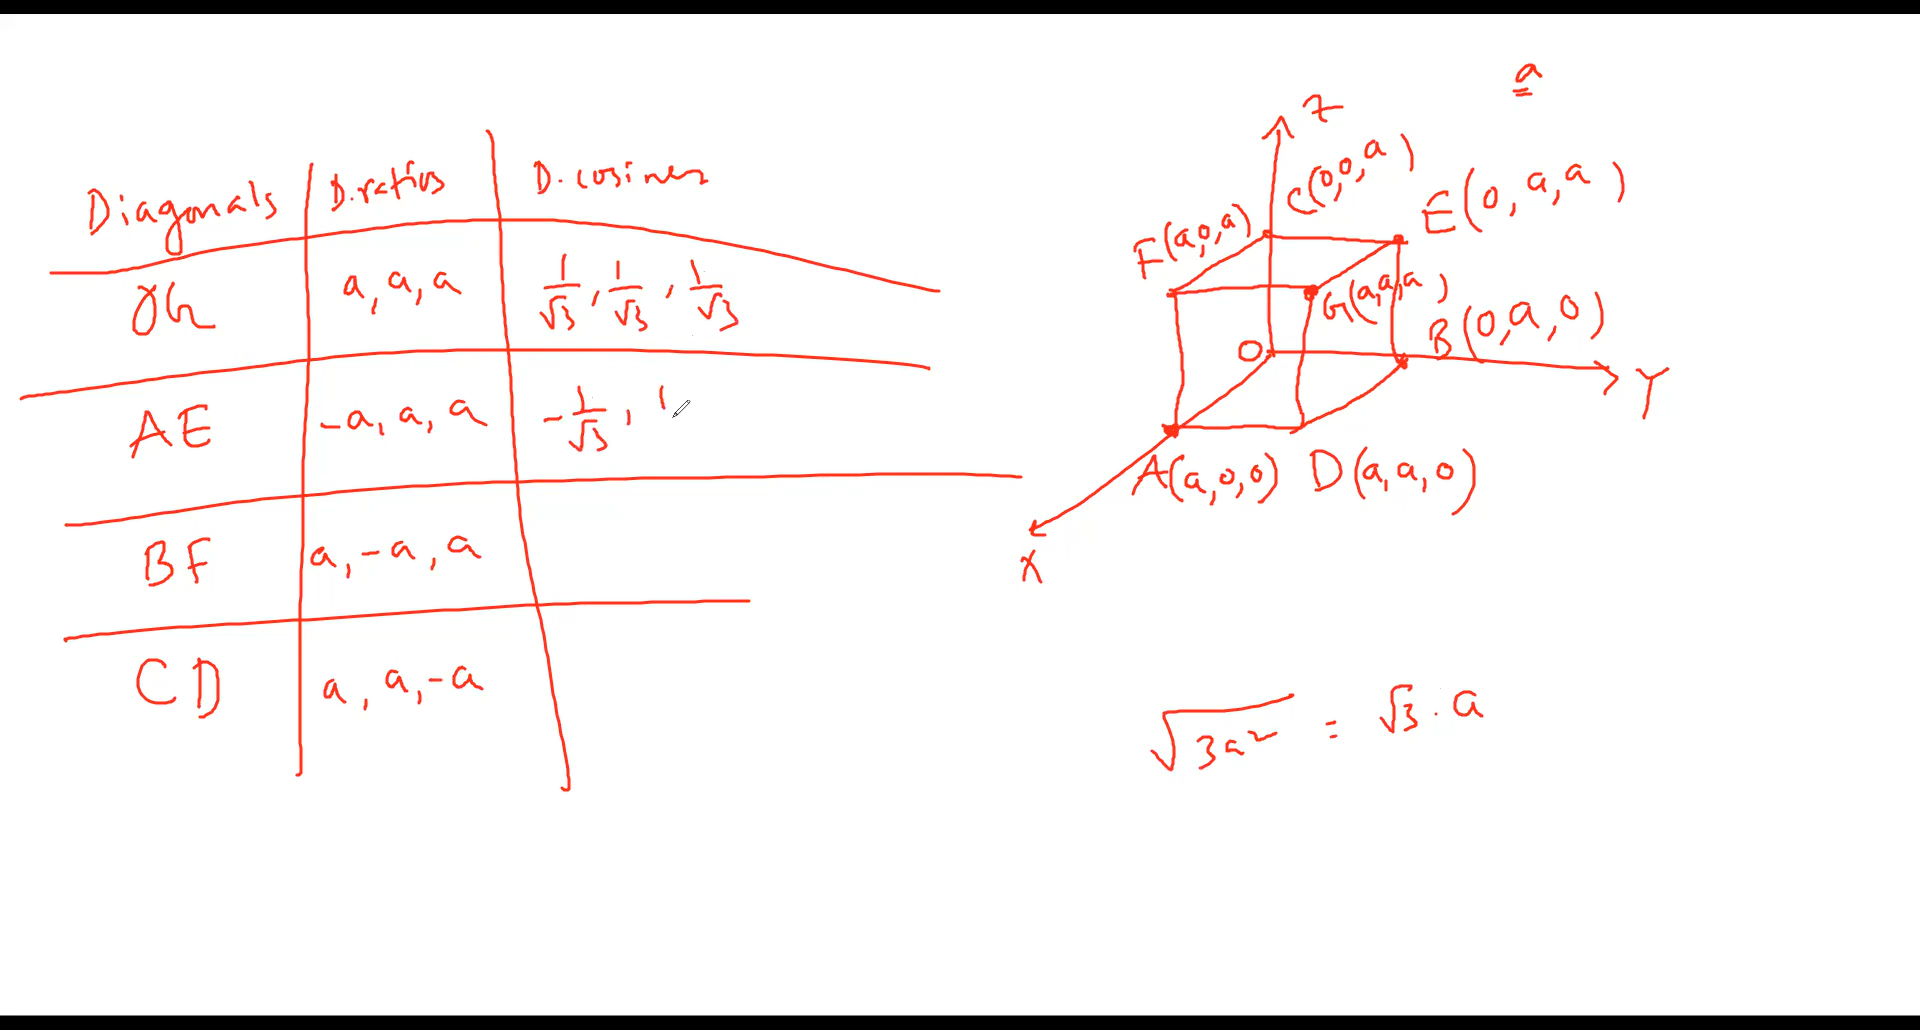 Diagonals D.ratios D.cosines
OG a, a, a 1/√3, 1/√3, 1/√3
AE -a, a, a -1/√3, 1
BF a, -a, a
CD a, a, -a
a
Z
C(0,0,a)
E(0,a,a)
F(a,0,a)
G(a,a,a)
B(0,a,0)
O
Y
A(a,0,0) D(a,a,0)
X
√3a² = √3 . a